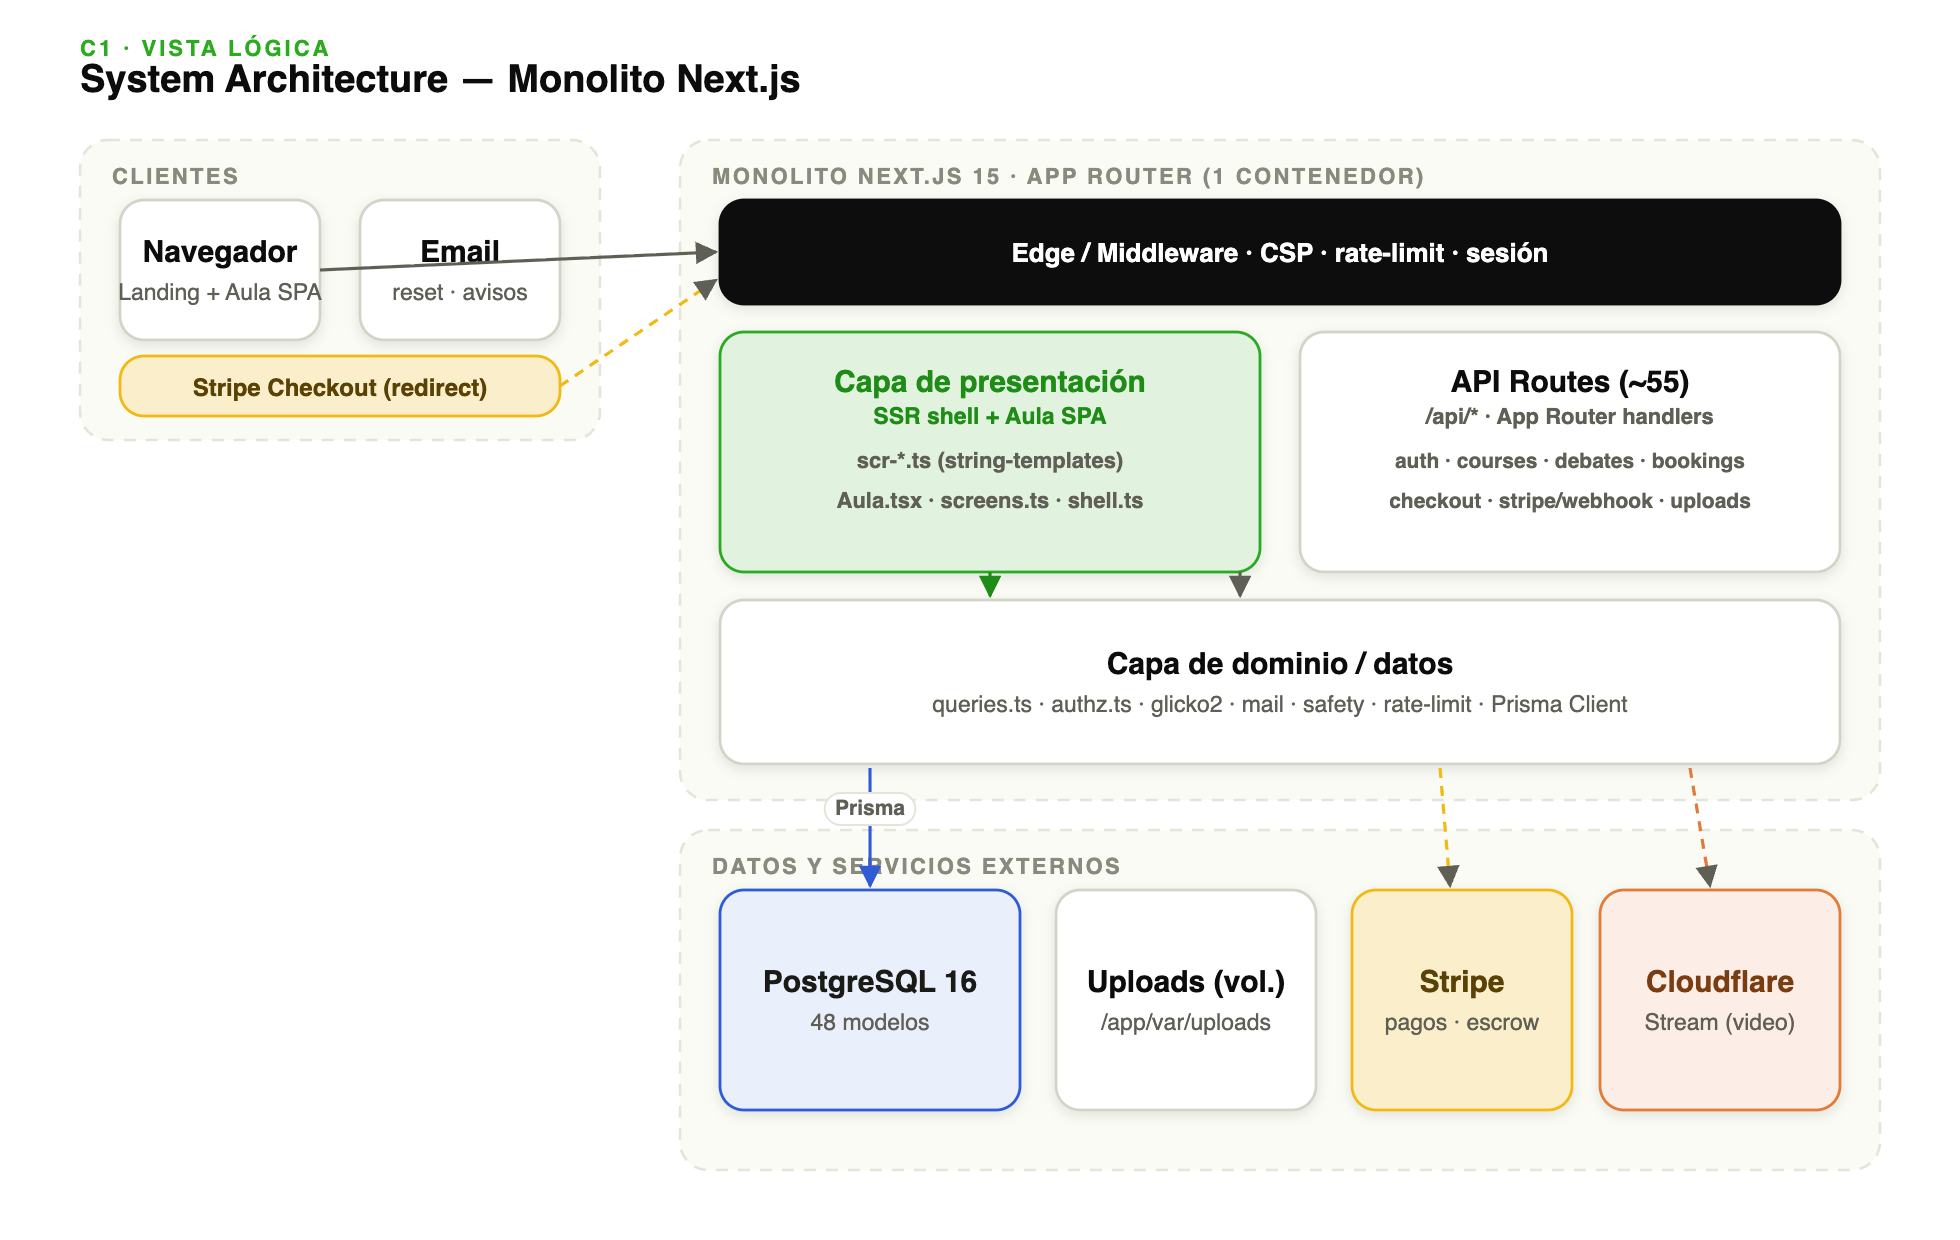 C1 · VISTA LÓGICA
System Architecture — Monolito Next.js
CLIENTES
Navegador
Landing + Aula SPA
Email
reset · avisos
Stripe Checkout (redirect)
MONOLITO NEXT.JS 15 · APP ROUTER (1 CONTENEDOR)
Edge / Middleware · CSP · rate-limit · sesión
Capa de presentación
SSR shell + Aula SPA
scr-*.ts (string-templates)
Aula.tsx · screens.ts · shell.ts
API Routes (~55)
/api/* · App Router handlers
auth · courses · debates · bookings
checkout · stripe/webhook · uploads
Capa de dominio / datos
queries.ts · authz.ts · glicko2 · mail · safety · rate-limit · Prisma Client
Prisma
DATOS Y SERVICIOS EXTERNOS
PostgreSQL 16
48 modelos
Uploads (vol.)
/app/var/uploads
Stripe
pagos · escrow
Cloudflare
Stream (video)